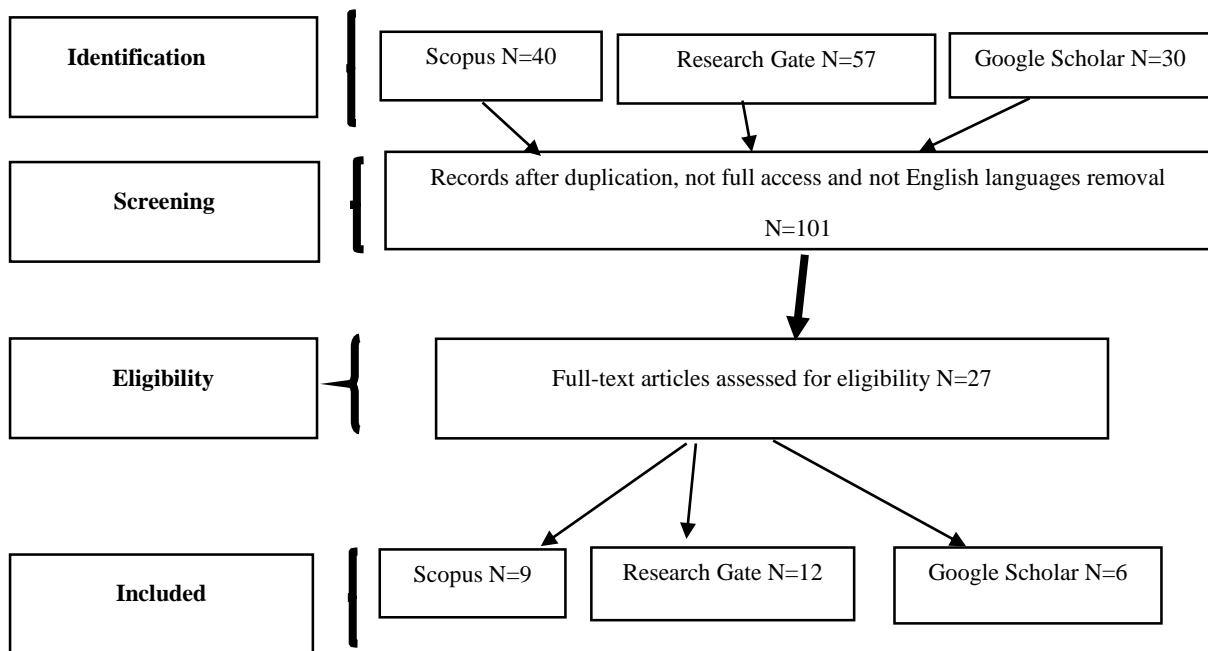 Identification
Scopus N=40
Research Gate N=57
Google Scholar N=30
Screening
Records after duplication, not full access and not English languages removal
N=101
Eligibility
Full-text articles assessed for eligibility N=27
Included
Scopus N=9
Research Gate N=12
Google Scholar N=6